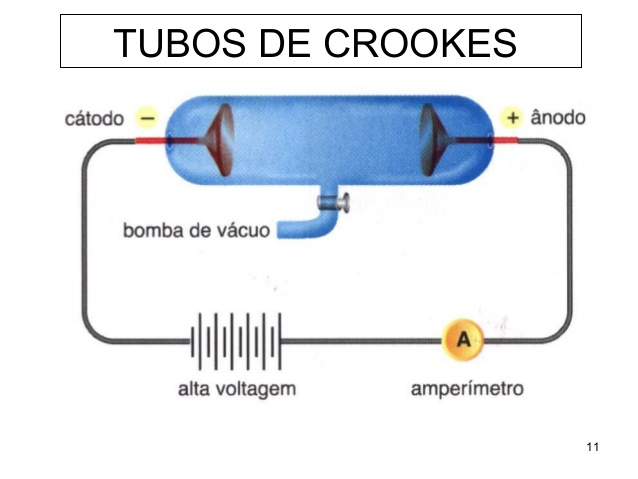 TUBOS DE CROOKES
cátodo −
+ ânodo
bomba de vácuo
A
alta voltagem
amperímetro
11